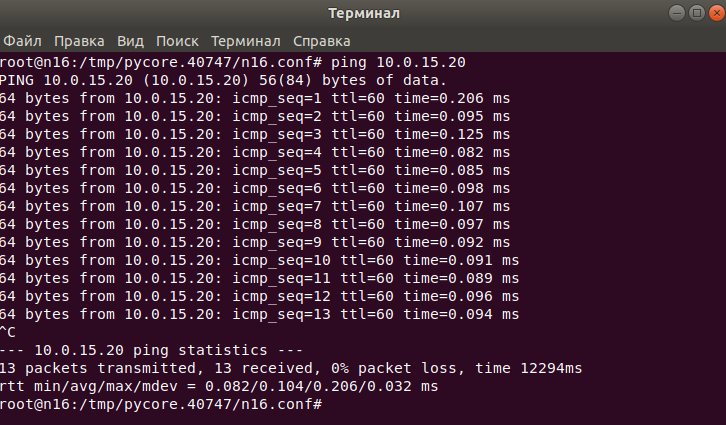 Терминал
Файл Правка Вид Поиск Терминал Справка
root@n16:/tmp/pycore.40747/n16.conf# ping 10.0.15.20
PING 10.0.15.20 (10.0.15.20) 56(84) bytes of data.
64 bytes from 10.0.15.20: icmp_seq=1 ttl=60 time=0.206 ms
64 bytes from 10.0.15.20: icmp_seq=2 ttl=60 time=0.095 ms
64 bytes from 10.0.15.20: icmp_seq=3 ttl=60 time=0.125 ms
64 bytes from 10.0.15.20: icmp_seq=4 ttl=60 time=0.082 ms
64 bytes from 10.0.15.20: icmp_seq=5 ttl=60 time=0.085 ms
64 bytes from 10.0.15.20: icmp_seq=6 ttl=60 time=0.098 ms
64 bytes from 10.0.15.20: icmp_seq=7 ttl=60 time=0.107 ms
64 bytes from 10.0.15.20: icmp_seq=8 ttl=60 time=0.097 ms
64 bytes from 10.0.15.20: icmp_seq=9 ttl=60 time=0.092 ms
64 bytes from 10.0.15.20: icmp_seq=10 ttl=60 time=0.091 ms
64 bytes from 10.0.15.20: icmp_seq=11 ttl=60 time=0.089 ms
64 bytes from 10.0.15.20: icmp_seq=12 ttl=60 time=0.096 ms
64 bytes from 10.0.15.20: icmp_seq=13 ttl=60 time=0.094 ms
^C
--- 10.0.15.20 ping statistics ---
13 packets transmitted, 13 received, 0% packet loss, time 12294ms
rtt min/avg/max/mdev = 0.082/0.104/0.206/0.032 ms
root@n16:/tmp/pycore.40747/n16.conf#